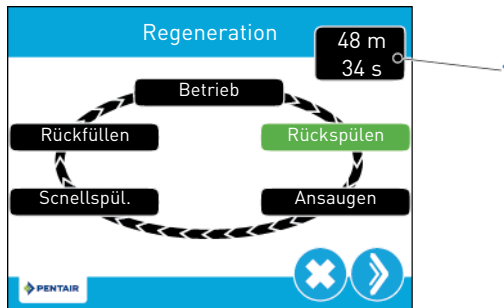 Regeneration
48 m
34 s
Betrieb
Rückfüllen
Rückspülen
Scnellspül.
Ansaugen
PENTAIR